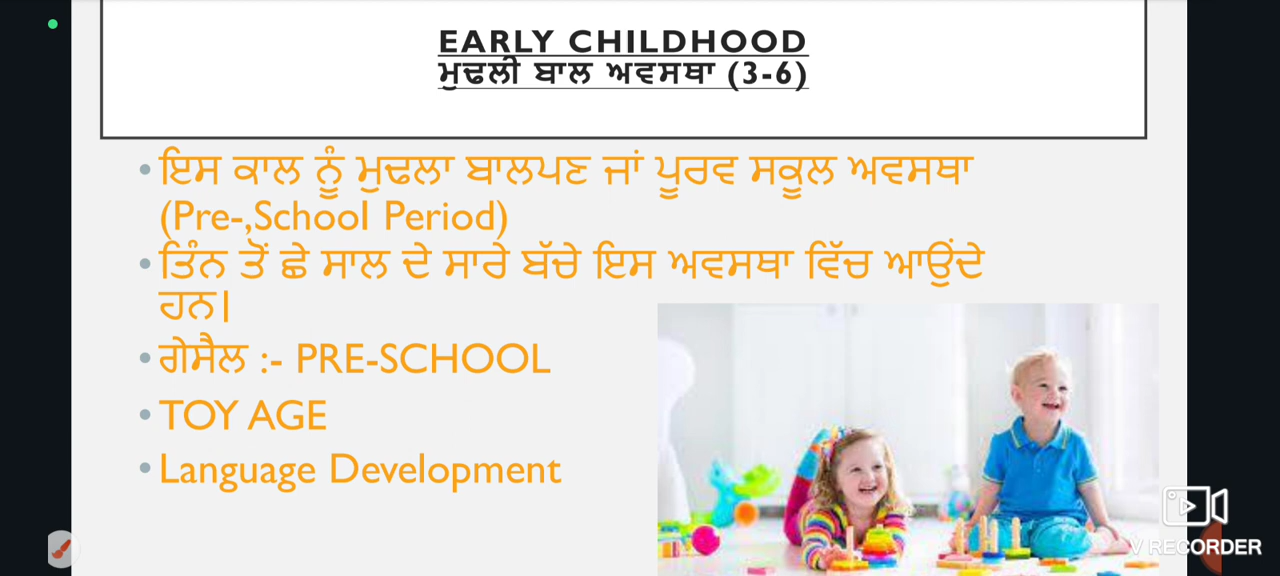 EARLY CHILDHOOD
ਮੁਢਲੀ ਬਾਲ ਅਵਸਥਾ (3-6)
• ਇਸ ਕਾਲ ਨੂੰ ਮੁਢਲਾ ਬਾਲਪਣ ਜਾਂ ਪੂਰਵ ਸਕੂਲ ਅਵਸਥਾ
(Pre-,School Period)
• ਤਿੰਨ ਤੋਂ ਛੇ ਸਾਲ ਦੇ ਸਾਰੇ ਬੱਚੇ ਇਸ ਅਵਸਥਾ ਵਿੱਚ ਆਉਂਦੇ
ਹਨ।
• ਗੇਸੈਲ :- PRE-SCHOOL
• TOY AGE
• Language Development
V RECORDER